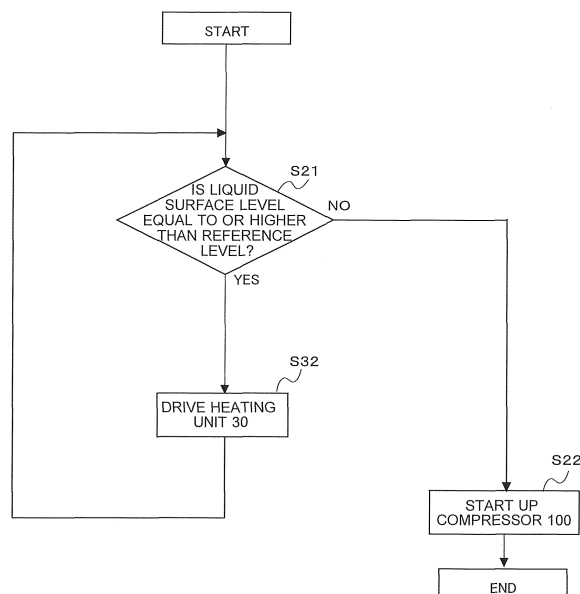 START
S21
IS LIQUID
SURFACE LEVEL
EQUAL TO OR HIGHER
THAN REFERENCE
LEVEL?
NO
YES
S32
DRIVE HEATING
UNIT 30
S22
START UP
COMPRESSOR 100
END